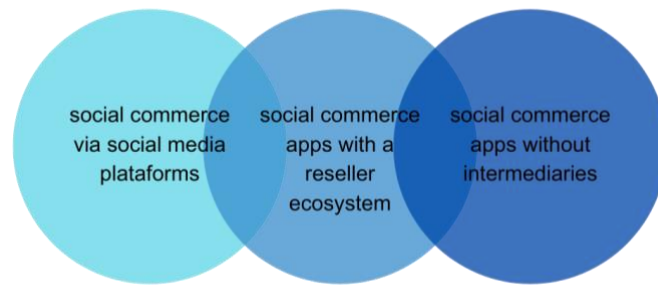 social commerce
via social media
plataforms
social commerce
apps with a
reseller
ecosystem
social commerce
apps without
intermediaries